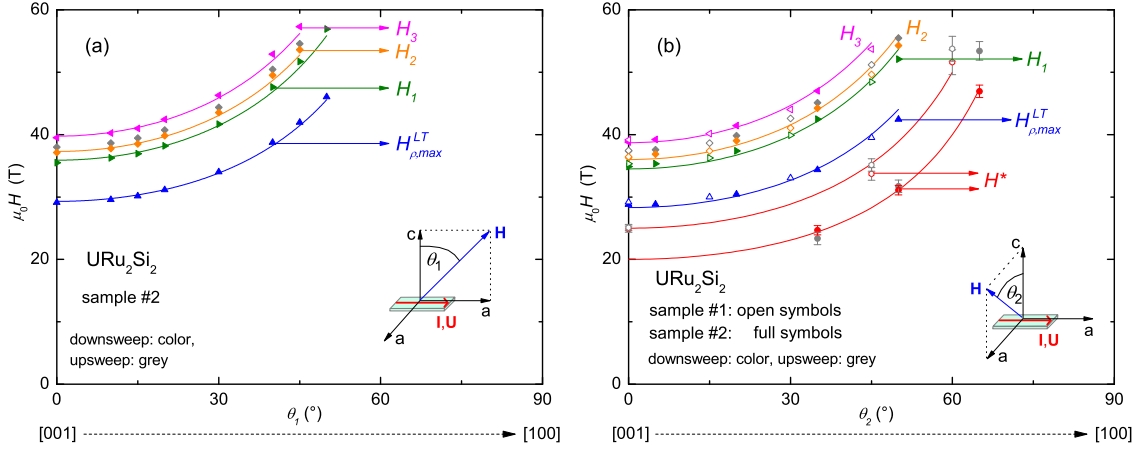 (a)
H3
H2
H1
H^LT_ρ,max
μ0H (T)
60
40
20
0
URu2Si2
sample #2
downsweep: color,
upsweep: grey
c
H
θ1
a
I,U
a
0
30
60
90
θ1 (°)
[001]
[100]
(b)
H3
H2
H1
H^LT_ρ,max
H*
μ0H (T)
60
40
20
0
URu2Si2
sample #1: open symbols
sample #2: full symbols
downsweep: color, upsweep: grey
c
H
θ2
a
I,U
a
0
30
60
90
θ2 (°)
[001]
[100]